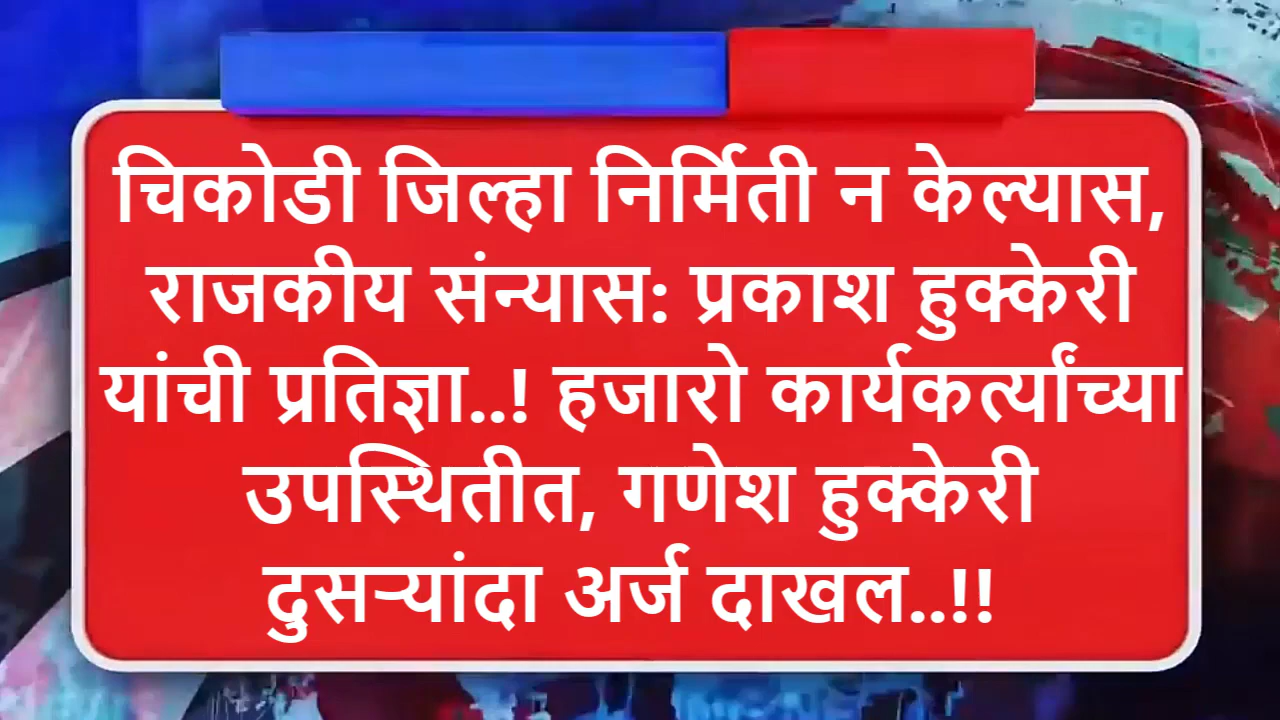 चिकोडी जिल्हा निर्मिती न केल्यास,
राजकीय संन्यास: प्रकाश हुक्केरी
यांची प्रतिज्ञा..! हजारो कार्यकर्त्यांच्या
उपस्थितीत, गणेश हुक्केरी
दुसऱ्यांदा अर्ज दाखल..!!